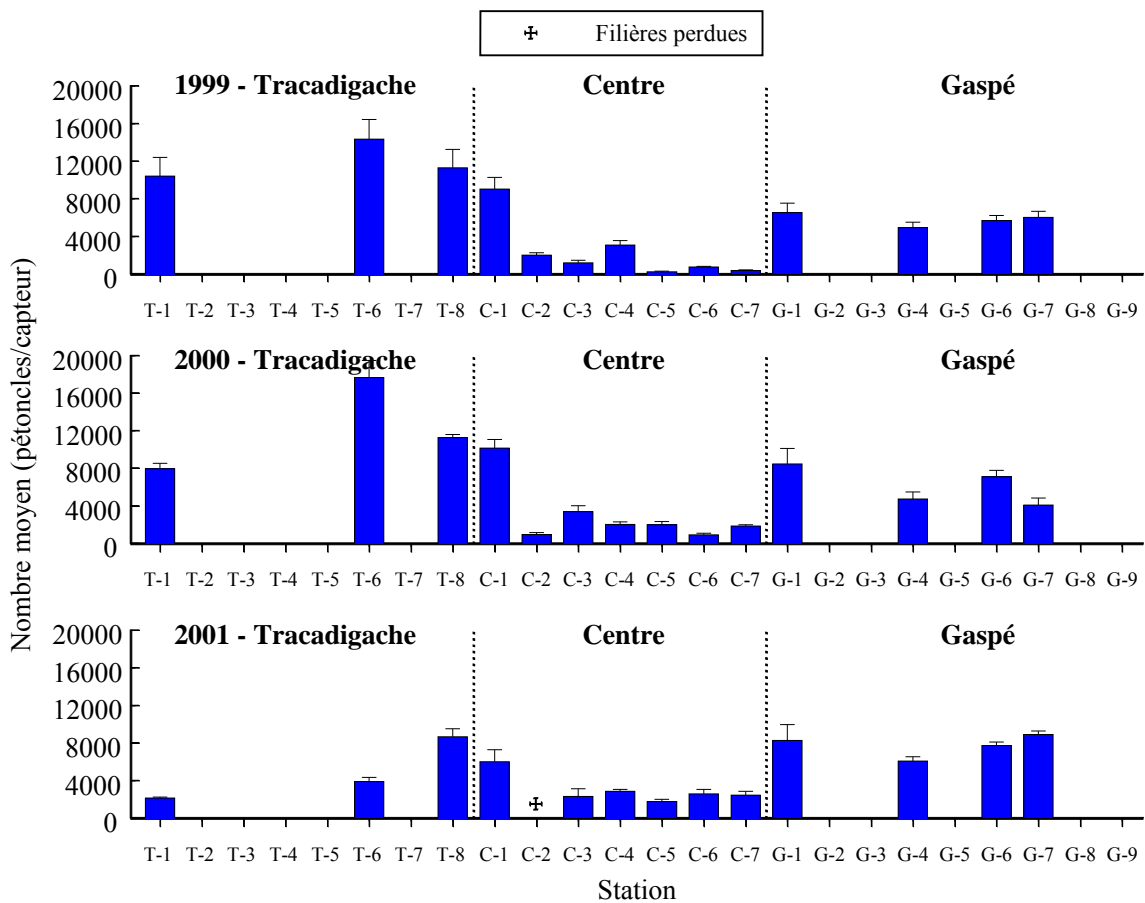 Filières perdues
1999 - Tracadigache Centre Gaspé
20000
16000
12000
8000
4000
0
T-1 T-2 T-3 T-4 T-5 T-6 T-7 T-8 C-1 C-2 C-3 C-4 C-5 C-6 C-7 G-1 G-2 G-3 G-4 G-5 G-6 G-7 G-8 G-9
2000 - Tracadigache Centre Gaspé
20000
16000
12000
8000
4000
0
T-1 T-2 T-3 T-4 T-5 T-6 T-7 T-8 C-1 C-2 C-3 C-4 C-5 C-6 C-7 G-1 G-2 G-3 G-4 G-5 G-6 G-7 G-8 G-9
2001 - Tracadigache Centre Gaspé
20000
16000
12000
8000
4000
0
T-1 T-2 T-3 T-4 T-5 T-6 T-7 T-8 C-1 C-2 C-3 C-4 C-5 C-6 C-7 G-1 G-2 G-3 G-4 G-5 G-6 G-7 G-8 G-9
Station
Nombre moyen (pétoncles/capteur)